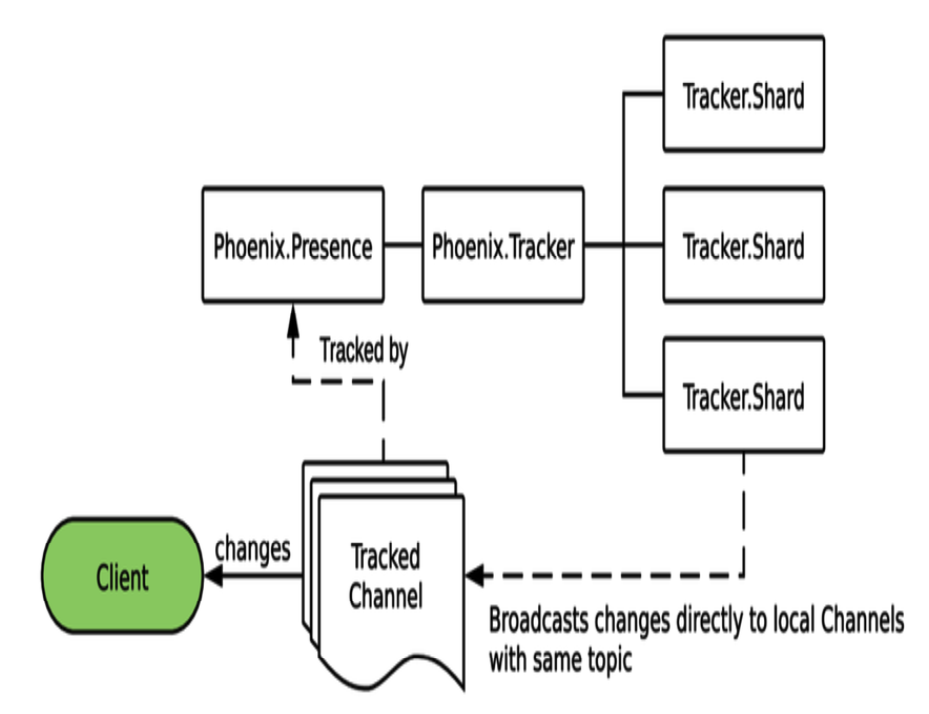 Tracker.Shard
Phoenix.Presence
Phoenix.Tracker
Tracker.Shard
Tracked by
Tracker.Shard
changes
Client
Tracked
Channel
Broadcasts changes directly to local Channels
with same topic